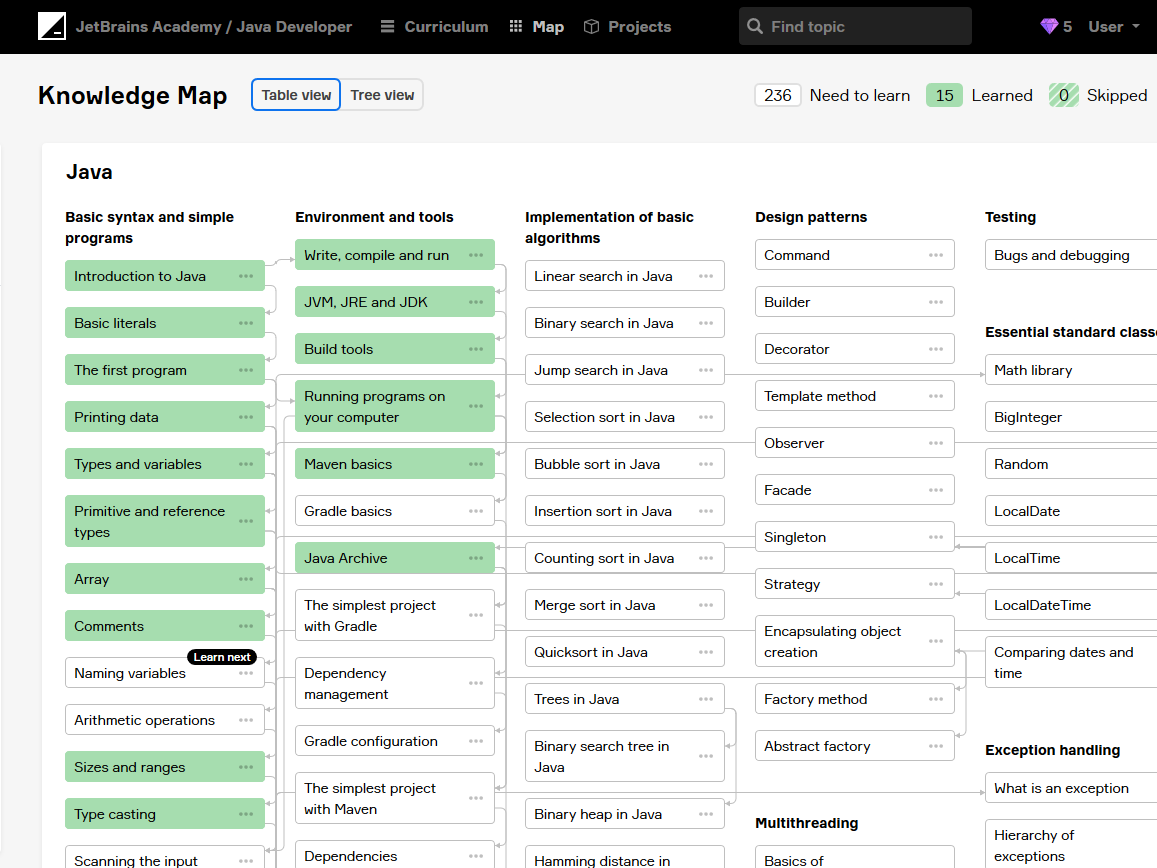 JetBrains Academy / Java Developer
Curriculum
Map
Projects
Find topic
5
User
Knowledge Map
Table view
Tree view
236 Need to learn
15 Learned
0 Skipped
Java
Basic syntax and simple
programs
Introduction to Java
Basic literals
The first program
Printing data
Types and variables
Primitive and reference
types
Array
Comments
Learn next
Naming variables
Arithmetic operations
Sizes and ranges
Type casting
Scanning the input
Environment and tools
Write, compile and run
JVM, JRE and JDK
Build tools
Running programs on
your computer
Maven basics
Gradle basics
Java Archive
The simplest project
with Gradle
Dependency
management
Gradle configuration
The simplest project
with Maven
Dependencies
Implementation of basic
algorithms
Linear search in Java
Binary search in Java
Jump search in Java
Selection sort in Java
Bubble sort in Java
Insertion sort in Java
Counting sort in Java
Merge sort in Java
Quicksort in Java
Trees in Java
Binary search tree in
Java
Binary heap in Java
Hamming distance in
Design patterns
Command
Builder
Decorator
Template method
Observer
Facade
Singleton
Strategy
Encapsulating object
creation
Factory method
Abstract factory
Multithreading
Basics of
Testing
Bugs and debugging
Essential standard classe
Math library
BigInteger
Random
LocalDate
LocalTime
LocalDateTime
Comparing dates and
time
Exception handling
What is an exception
Hierarchy of
exceptions